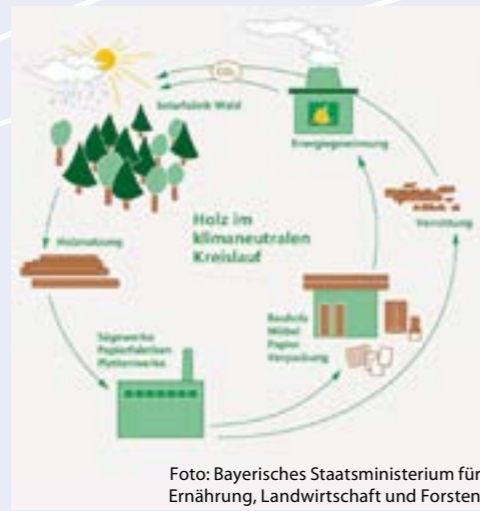 CO₂
Solarfabrik Wald
Energiegewinnung
Holznutzung
Verrottung
Holz im
klimaneutralen
Kreislauf
Sägewerke
Papierfabriken
Plattenwerke
Bauholz
Möbel
Papier
Verpackung
Foto: Bayerisches Staatsministerium für
Ernährung, Landwirtschaft und Forsten